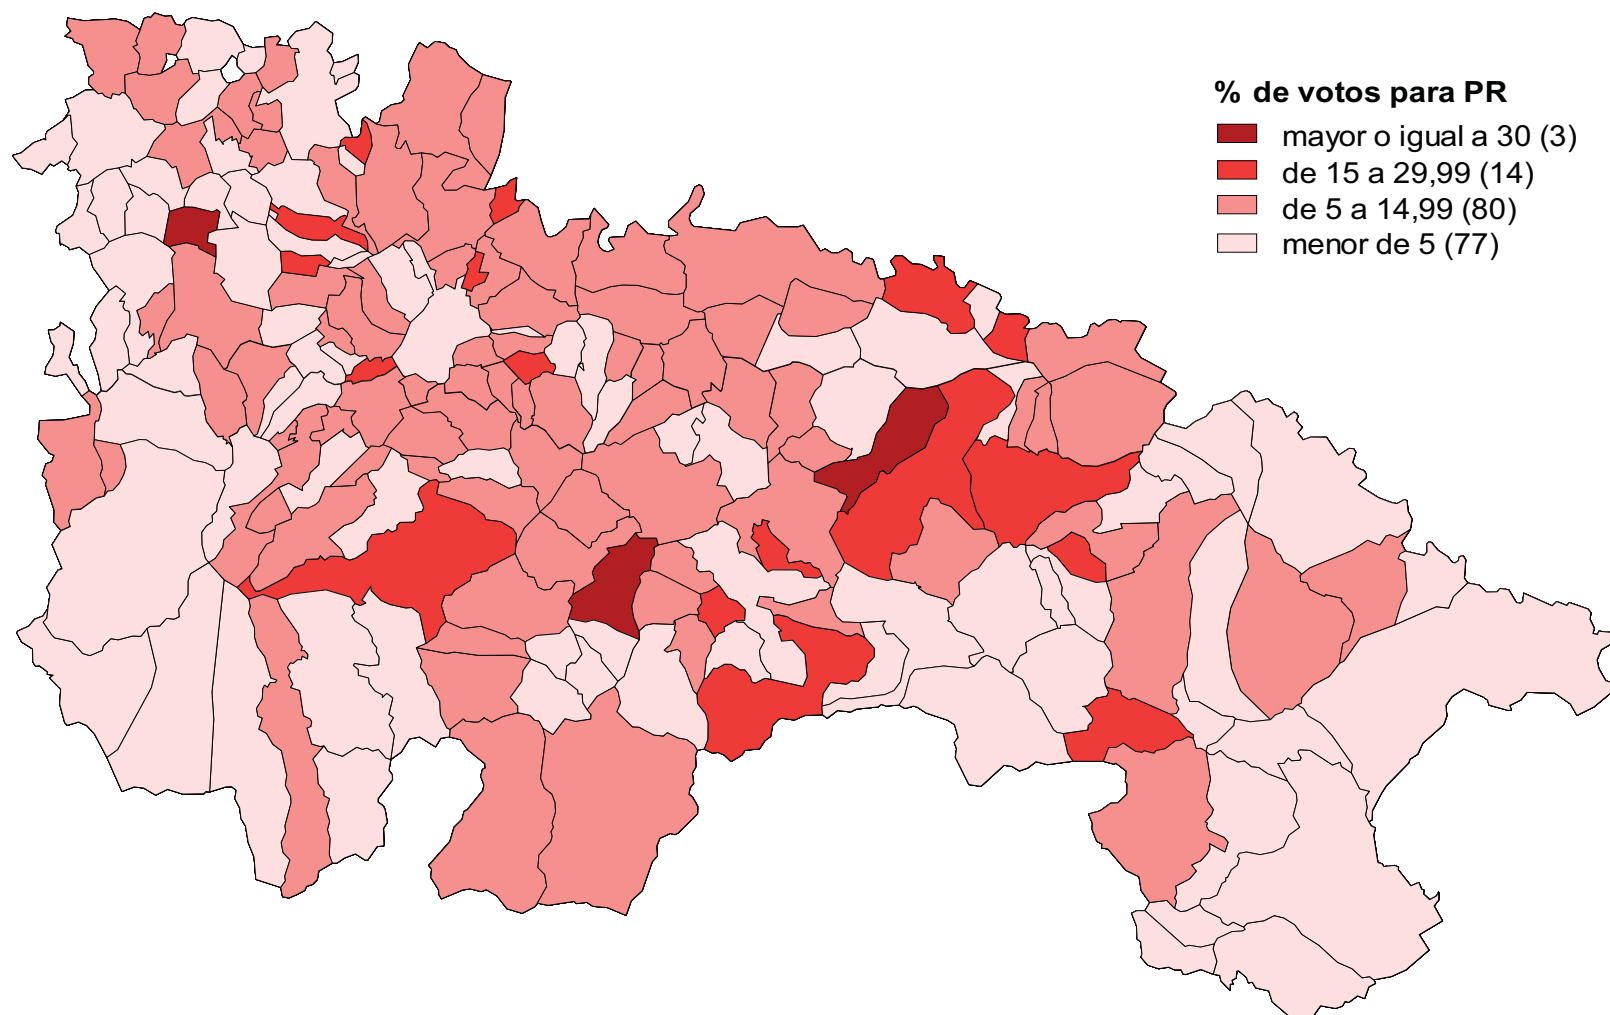 % de votos para PR
mayor o igual a 30 (3)
de 15 a 29,99 (14)
de 5 a 14,99 (80)
menor de 5 (77)